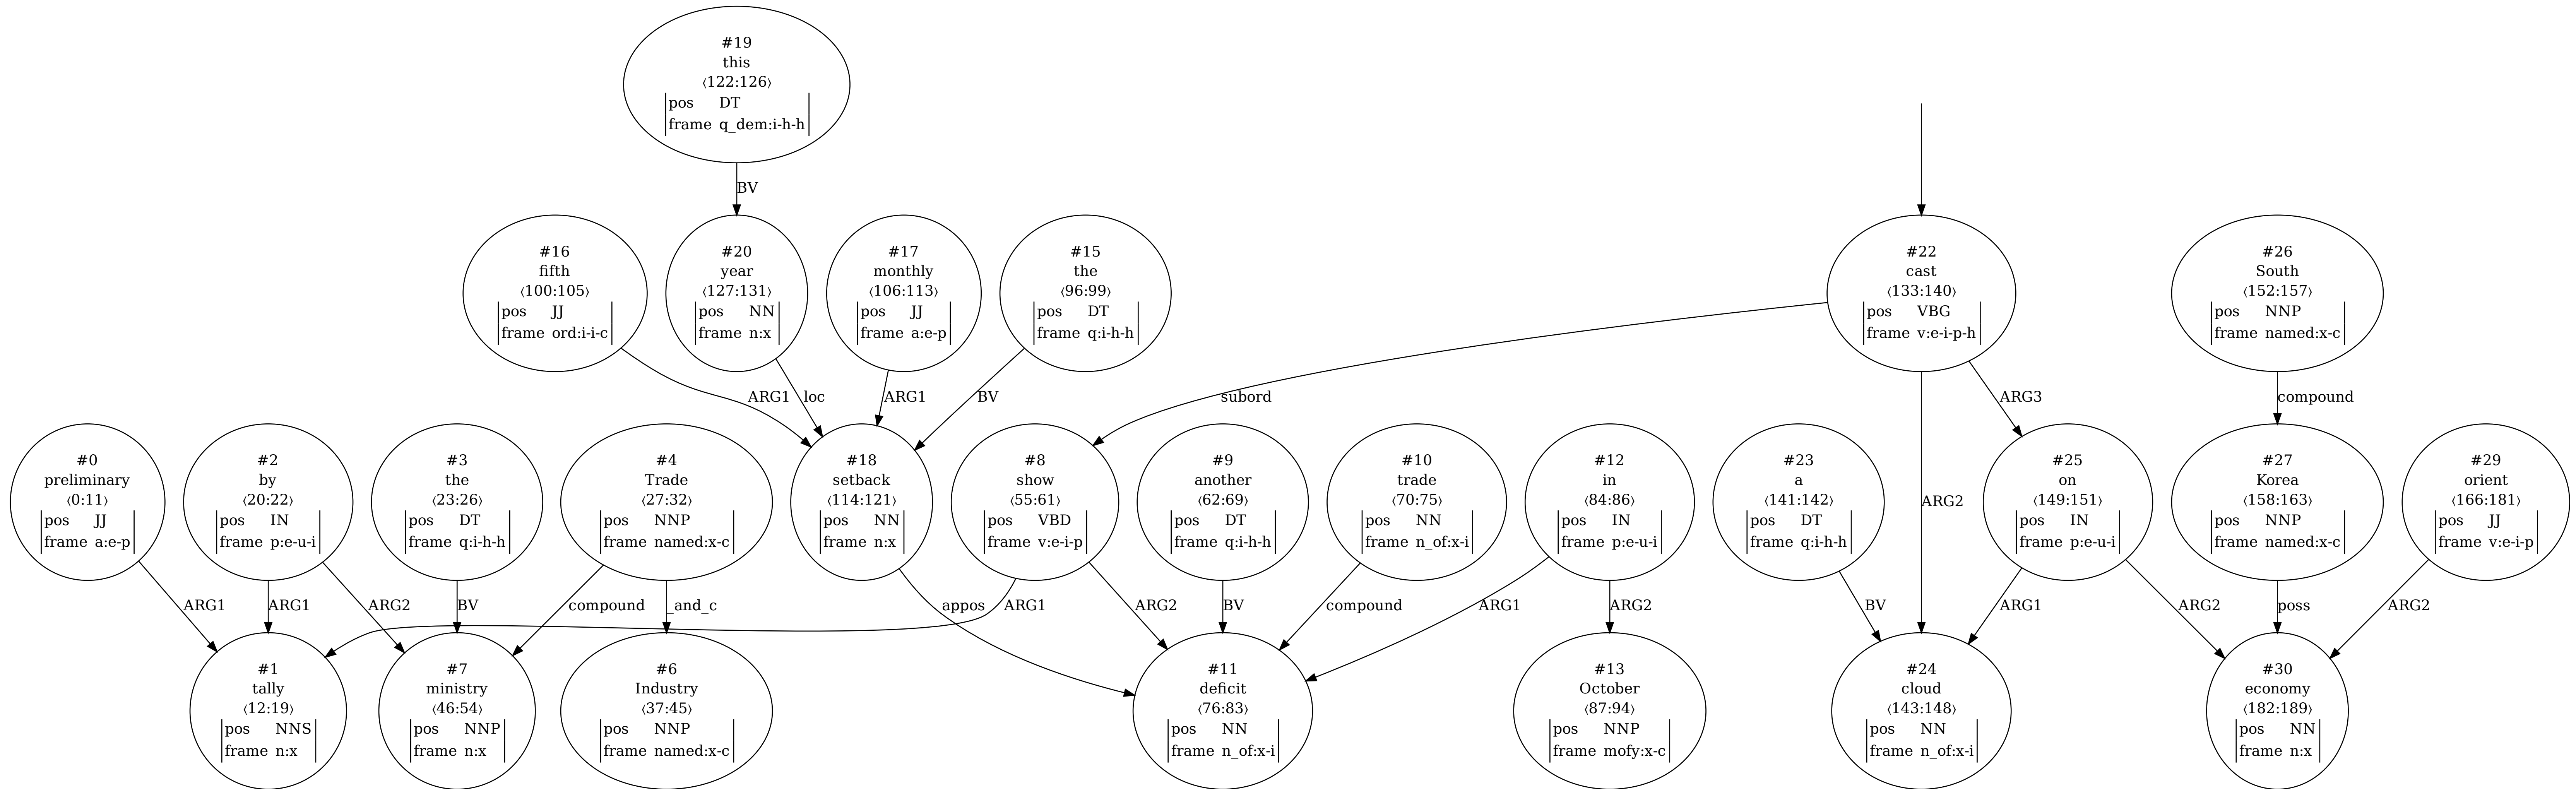 #19
this
⟨122:126⟩
pos DT
frame q_dem:i-h-h
BV
#16
fifth
⟨100:105⟩
pos JJ
frame ord:i-i-c
#20
year
⟨127:131⟩
pos NN
frame n:x
#17
monthly
⟨106:113⟩
pos JJ
frame a:e-p
#15
the
⟨96:99⟩
pos DT
frame q:i-h-h
#22
cast
⟨133:140⟩
pos VBG
frame v:e-i-p-h
#26
South
⟨152:157⟩
pos NNP
frame named:x-c
ARG1
loc
ARG1
BV
subord
ARG3
compound
#0
preliminary
⟨0:11⟩
pos JJ
frame a:e-p
#2
by
⟨20:22⟩
pos IN
frame p:e-u-i
#3
the
⟨23:26⟩
pos DT
frame q:i-h-h
#4
Trade
⟨27:32⟩
pos NNP
frame named:x-c
#18
setback
⟨114:121⟩
pos NN
frame n:x
#8
show
⟨55:61⟩
pos VBD
frame v:e-i-p
#9
another
⟨62:69⟩
pos DT
frame q:i-h-h
#10
trade
⟨70:75⟩
pos NN
frame n_of:x-i
#12
in
⟨84:86⟩
pos IN
frame p:e-u-i
#23
a
⟨141:142⟩
pos DT
frame q:i-h-h
ARG2
#25
on
⟨149:151⟩
pos IN
frame p:e-u-i
#27
Korea
⟨158:163⟩
pos NNP
frame named:x-c
#29
orient
⟨166:181⟩
pos JJ
frame v:e-i-p
ARG1
ARG1
ARG2
BV
compound
_and_c
appos
ARG1
ARG2
BV
compound
ARG1
ARG2
BV
ARG1
ARG2
poss
ARG2
#1
tally
⟨12:19⟩
pos NNS
frame n:x
#7
ministry
⟨46:54⟩
pos NNP
frame n:x
#6
Industry
⟨37:45⟩
pos NNP
frame named:x-c
#11
deficit
⟨76:83⟩
pos NN
frame n_of:x-i
#13
October
⟨87:94⟩
pos NNP
frame mofy:x-c
#24
cloud
⟨143:148⟩
pos NN
frame n_of:x-i
#30
economy
⟨182:189⟩
pos NN
frame n:x